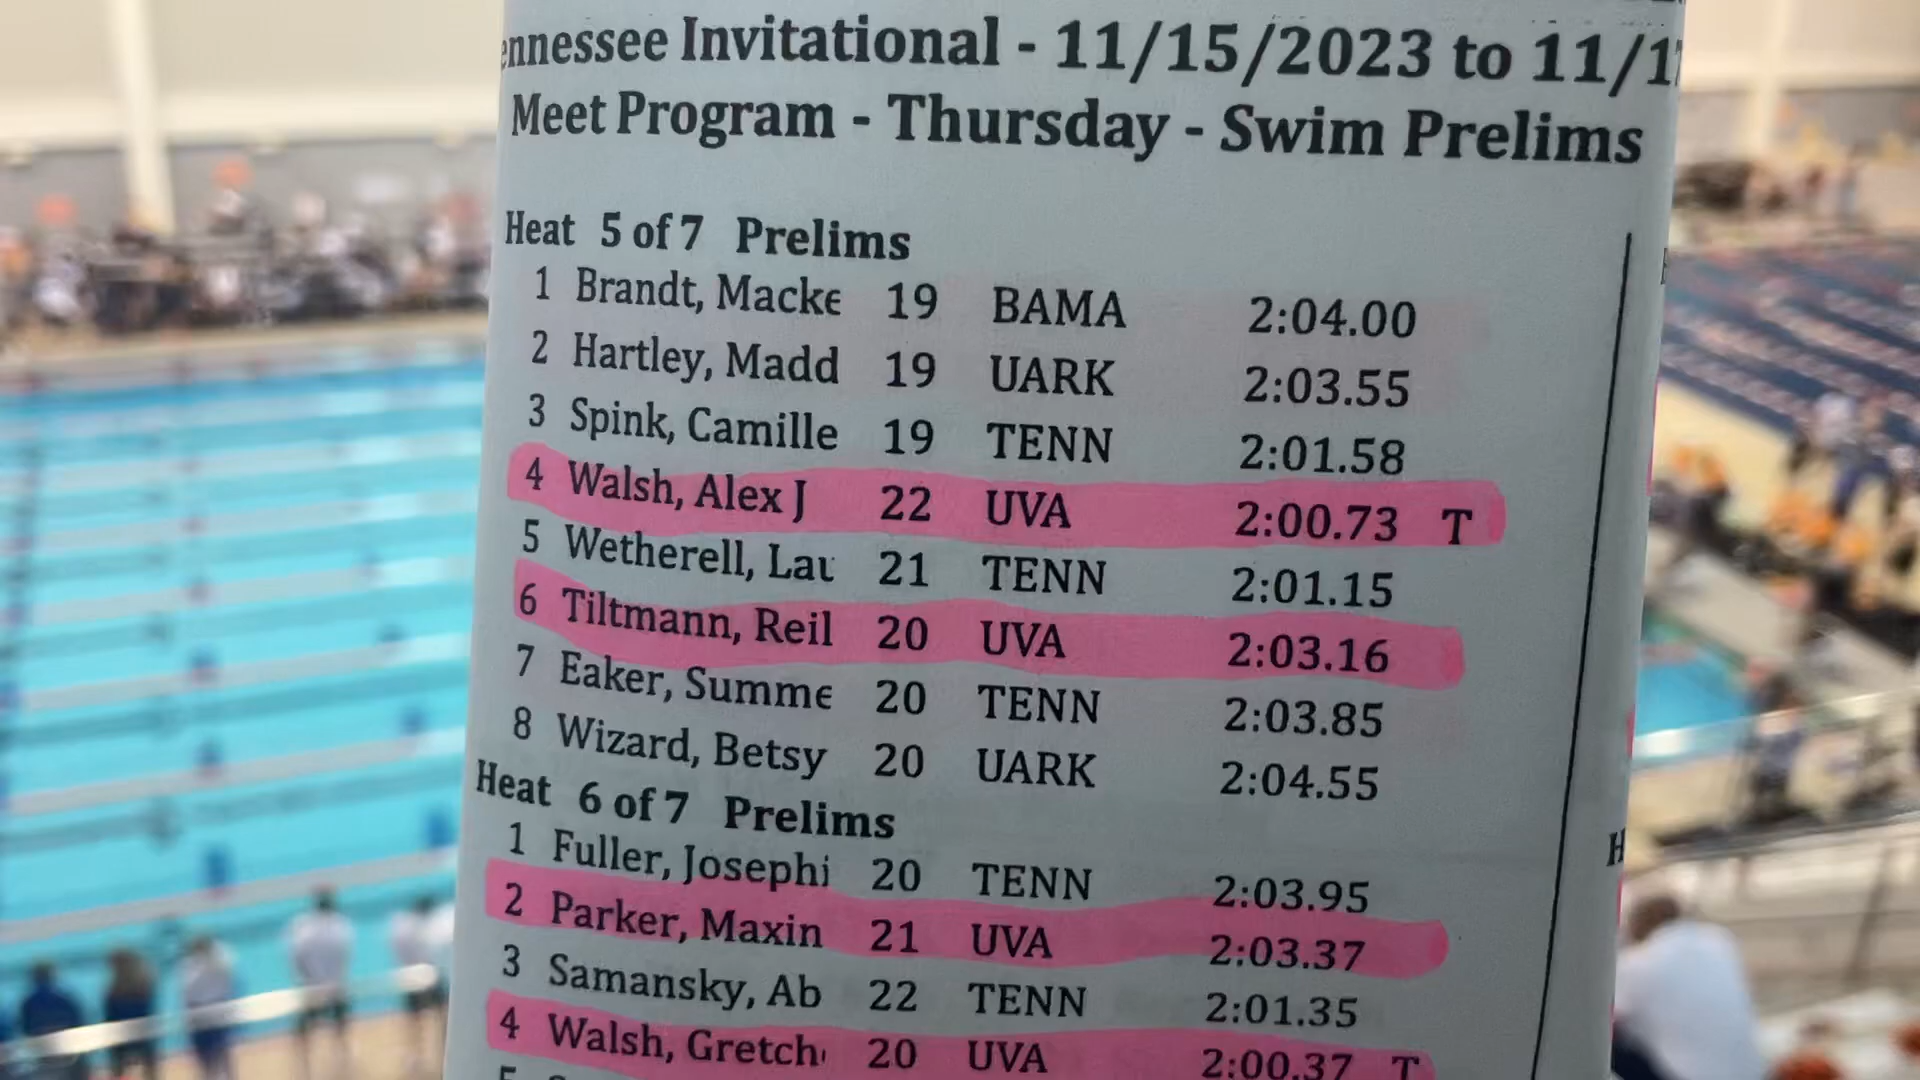 ennessee Invitational - 11/15/2023 to 11/1
Meet Program - Thursday - Swim Prelims
Heat 5 of 7 Prelims
1 Brandt, Macke 19 BAMA 2:04.00
2 Hartley, Madd 19 UARK 2:03.55
3 Spink, Camille 19 TENN 2:01.58
4 Walsh, Alex J 22 UVA 2:00.73 T
5 Wetherell, Lau 21 TENN 2:01.15
6 Tiltmann, Reil 20 UVA 2:03.16
7 Eaker, Summe 20 TENN 2:03.85
8 Wizard, Betsy 20 UARK 2:04.55
Heat 6 of 7 Prelims
1 Fuller, Josephi 20 TENN 2:03.95
2 Parker, Maxin 21 UVA 2:03.37
3 Samansky, Ab 22 TENN 2:01.35
4 Walsh, Gretch 20 UVA 2:00.37 T